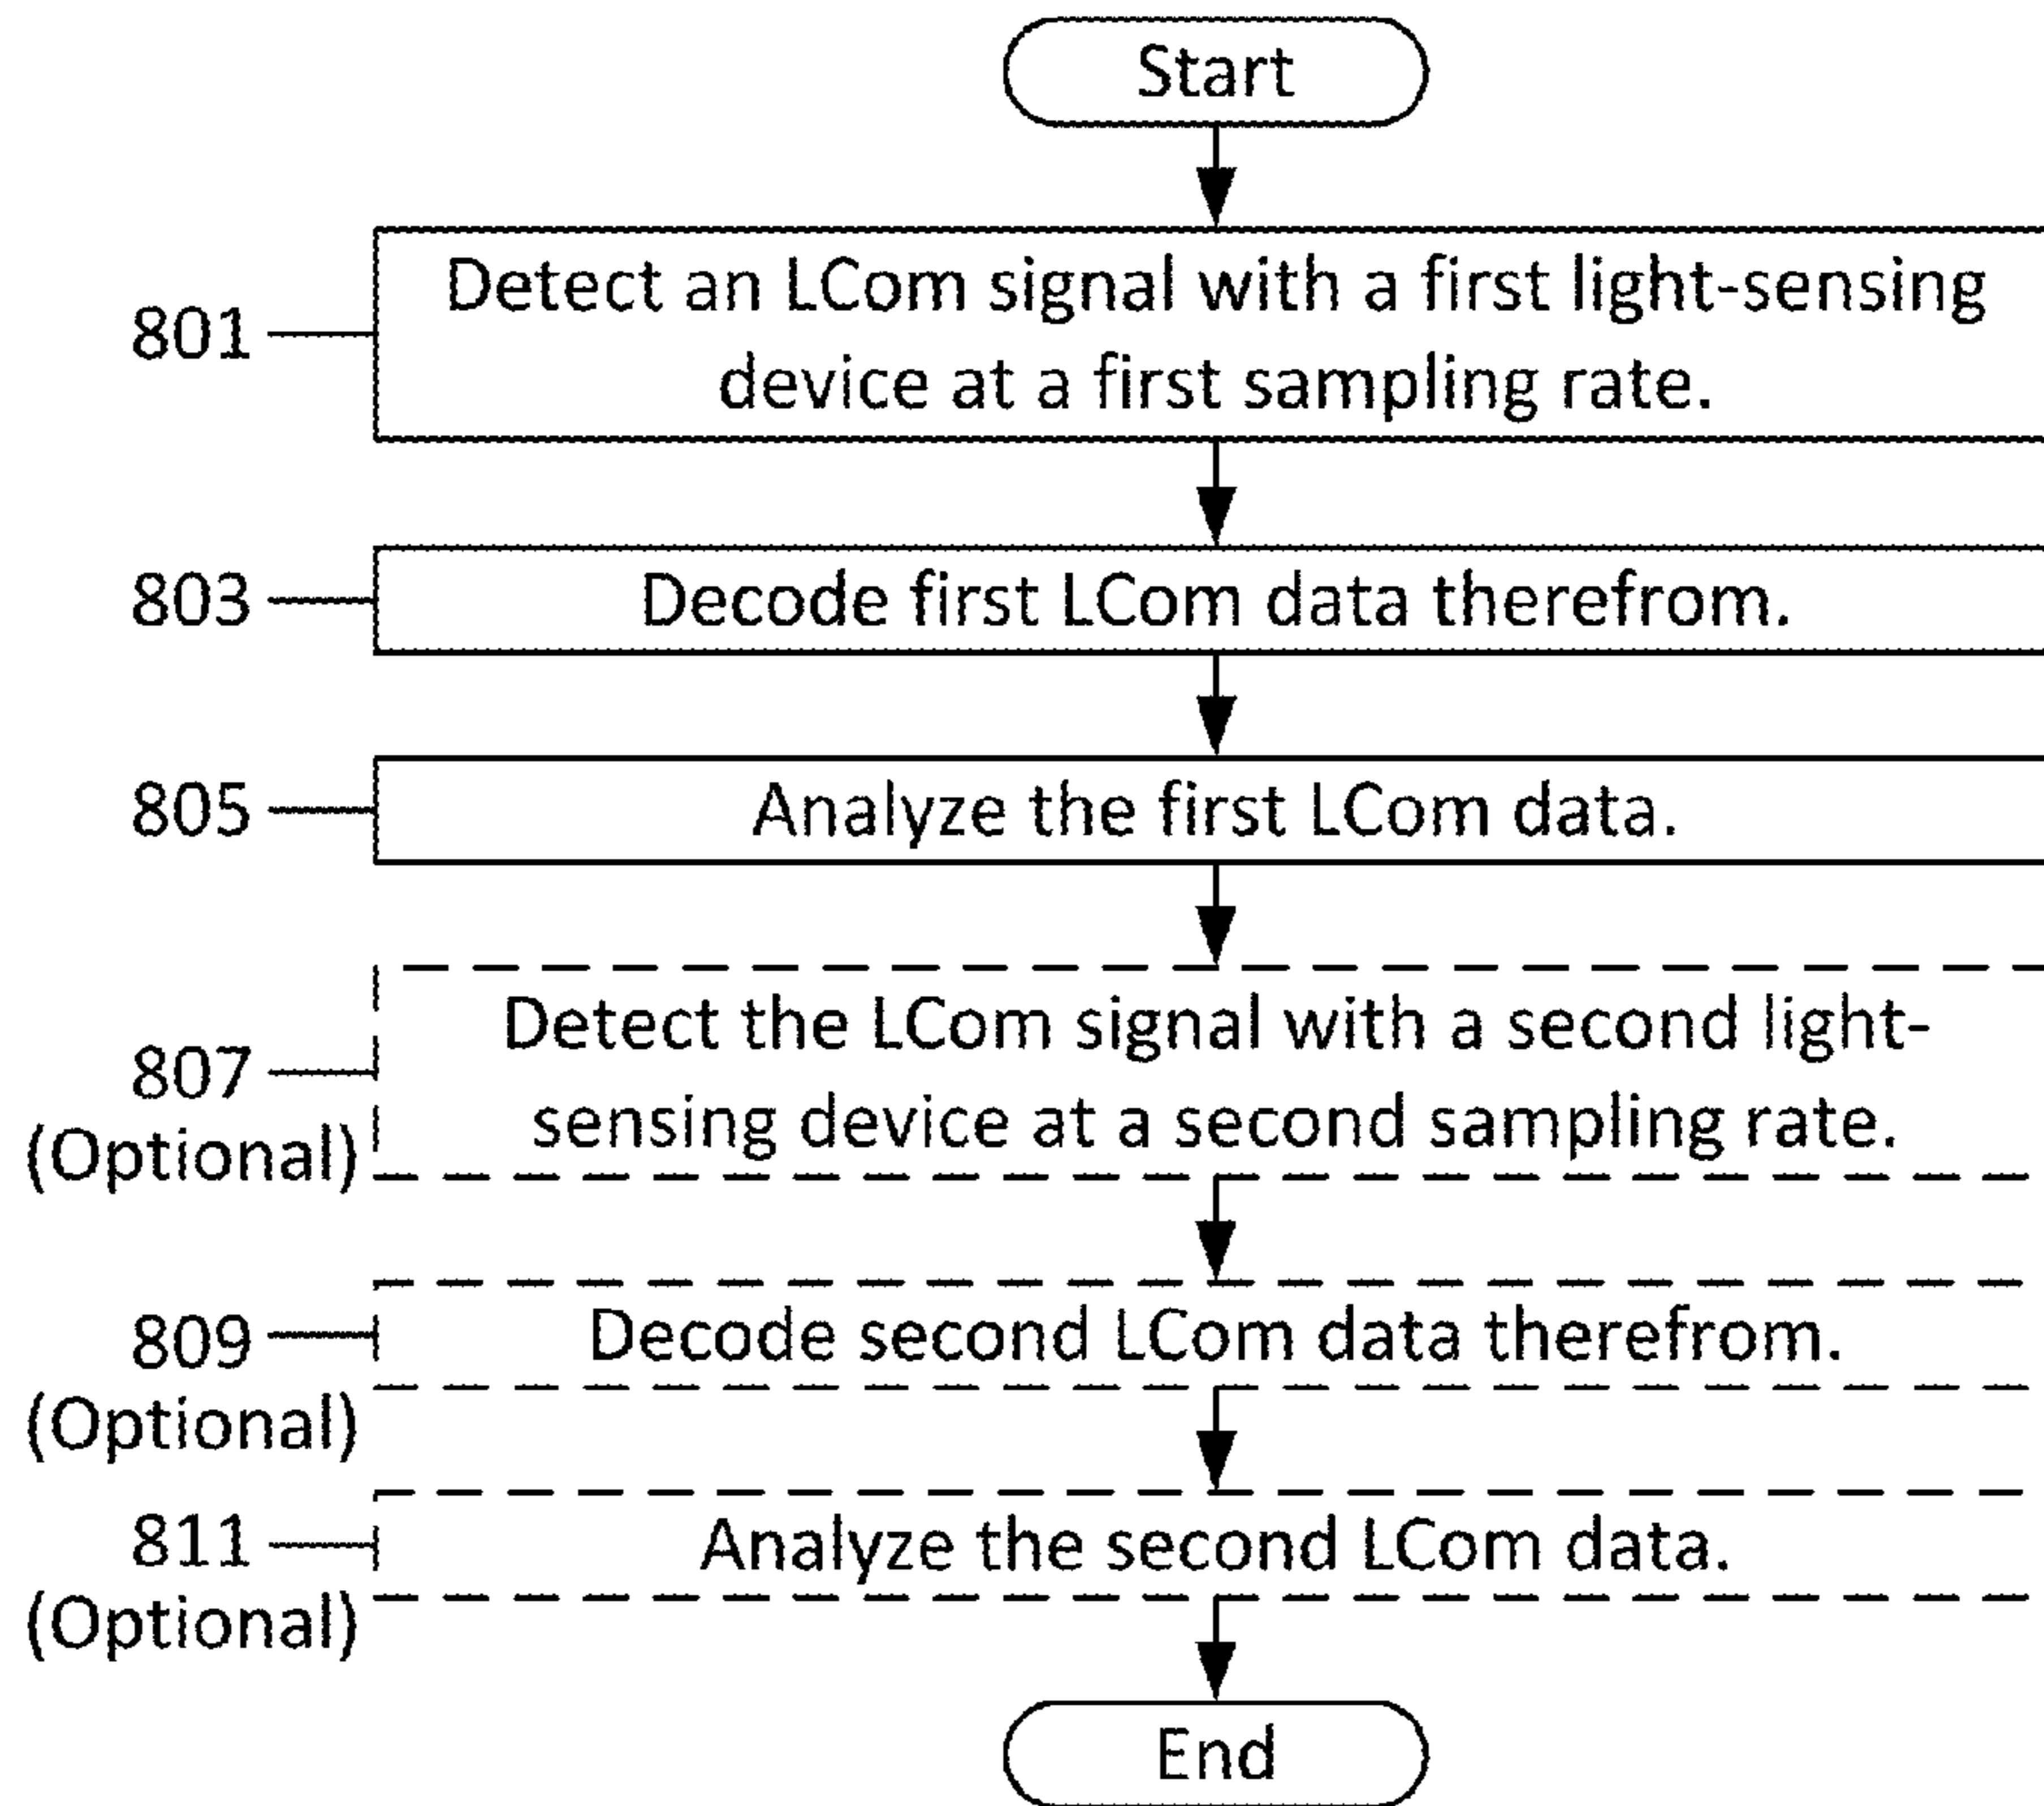 Start
801
Detect an LCom signal with a first light-sensing
device at a first sampling rate.
803
Decode first LCom data therefrom.
805
Analyze the first LCom data.
807
(Optional)
Detect the LCom signal with a second light-
sensing device at a second sampling rate.
809
(Optional)
Decode second LCom data therefrom.
811
(Optional)
Analyze the second LCom data.
End